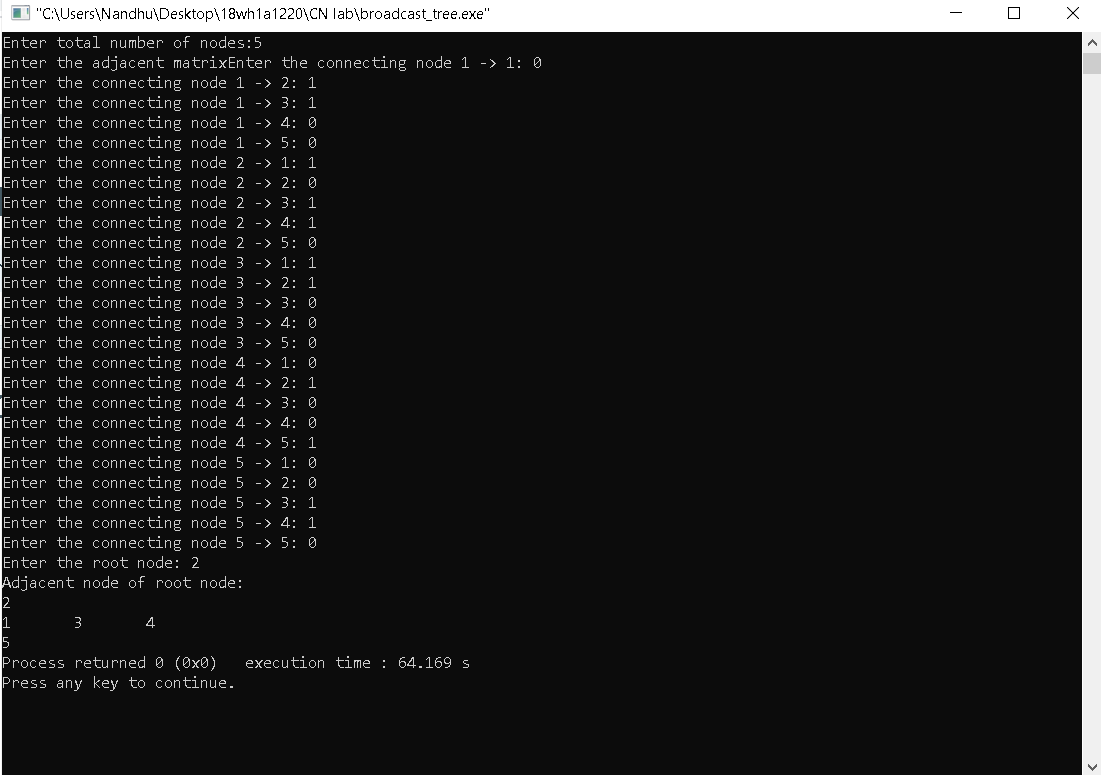 "C:\Users\Nandhu\Desktop\18wh1a1220\CN lab\broadcast_tree.exe"
Enter total number of nodes:5
Enter the adjacent matrixEnter the connecting node 1 -> 1: 0
Enter the connecting node 1 -> 2: 1
Enter the connecting node 1 -> 3: 1
Enter the connecting node 1 -> 4: 0
Enter the connecting node 1 -> 5: 0
Enter the connecting node 2 -> 1: 1
Enter the connecting node 2 -> 2: 0
Enter the connecting node 2 -> 3: 1
Enter the connecting node 2 -> 4: 1
Enter the connecting node 2 -> 5: 0
Enter the connecting node 3 -> 1: 1
Enter the connecting node 3 -> 2: 1
Enter the connecting node 3 -> 3: 0
Enter the connecting node 3 -> 4: 0
Enter the connecting node 3 -> 5: 0
Enter the connecting node 4 -> 1: 0
Enter the connecting node 4 -> 2: 1
Enter the connecting node 4 -> 3: 0
Enter the connecting node 4 -> 4: 0
Enter the connecting node 4 -> 5: 1
Enter the connecting node 5 -> 1: 0
Enter the connecting node 5 -> 2: 0
Enter the connecting node 5 -> 3: 1
Enter the connecting node 5 -> 4: 1
Enter the connecting node 5 -> 5: 0
Enter the root node: 2
Adjacent node of root node:
2
1       3       4
5
Process returned 0 (0x0)   execution time : 64.169 s
Press any key to continue.